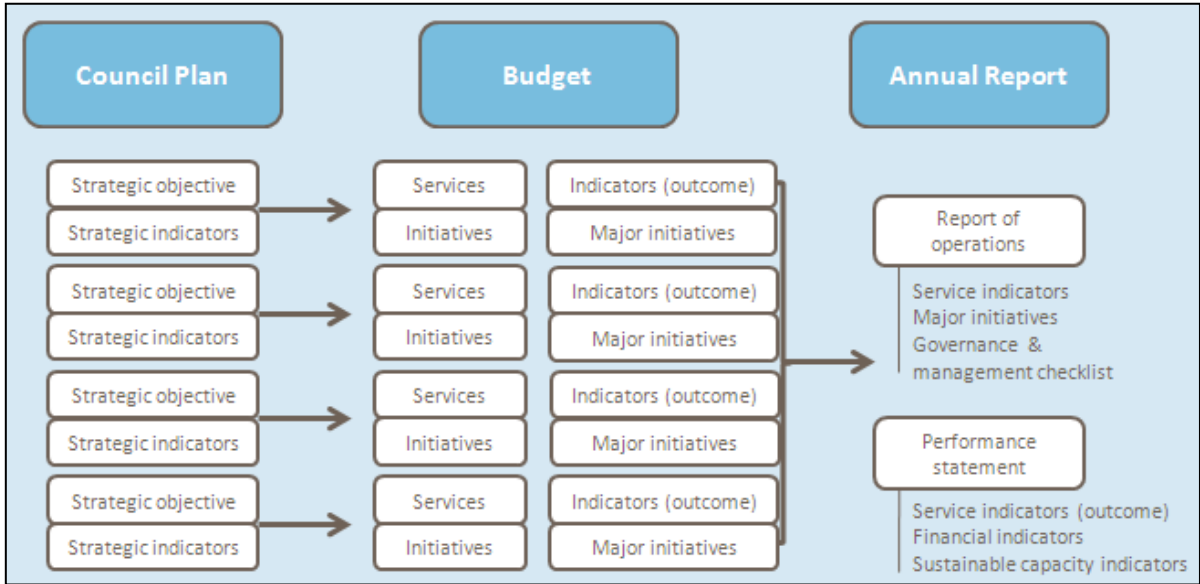 Council Plan
Budget
Annual Report
Strategic objective
Strategic indicators
Services
Initiatives
Indicators (outcome)
Major initiatives
Strategic objective
Strategic indicators
Services
Initiatives
Indicators (outcome)
Major initiatives
Strategic objective
Strategic indicators
Services
Initiatives
Indicators (outcome)
Major initiatives
Strategic objective
Strategic indicators
Services
Initiatives
Indicators (outcome)
Major initiatives
Report of
operations
Service indicators
Major initiatives
Governance &
management checklist
Performance
statement
Service indicators (outcome)
Financial indicators
Sustainable capacity indicators